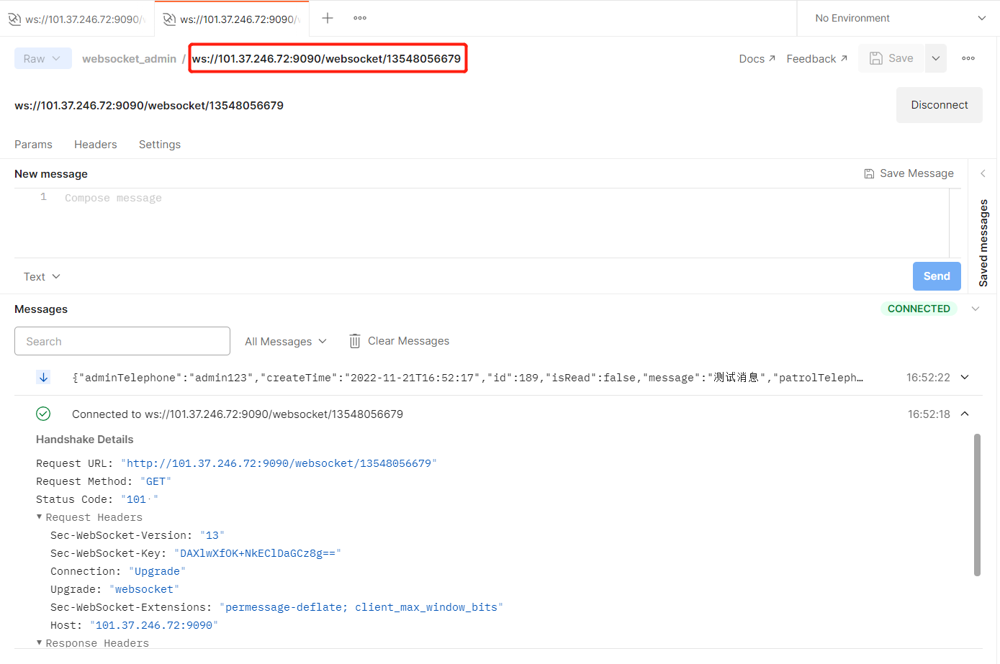 ws://101.37.246.72:9090/
ws://101.37.246.72:9090/
No Environment
Raw
websocket_admin / ws://101.37.246.72:9090/websocket/13548056679
Docs
Feedback
Save
ws://101.37.246.72:9090/websocket/13548056679
Disconnect
Params
Headers
Settings
New message
Save Message
1
Compose message
Saved messages
Text
Send
Messages
CONNECTED
Search
All Messages
Clear Messages
{"adminTelephone":"admin123","createTime":"2022-11-21T16:52:17","id":189,"isRead":false,"message":"测试消息","patrolTeleph…
16:52:22
Connected to ws://101.37.246.72:9090/websocket/13548056679
16:52:18
Handshake Details
Request URL: "http://101.37.246.72:9090/websocket/13548056679"
Request Method: "GET"
Status Code: "101·"
Request Headers
Sec-WebSocket-Version: "13"
Sec-WebSocket-Key: "DAXlwXfOK+NkEClDaGCz8g=="
Connection: "Upgrade"
Upgrade: "websocket"
Sec-WebSocket-Extensions: "permessage-deflate; client_max_window_bits"
Host: "101.37.246.72:9090"
Response Headers